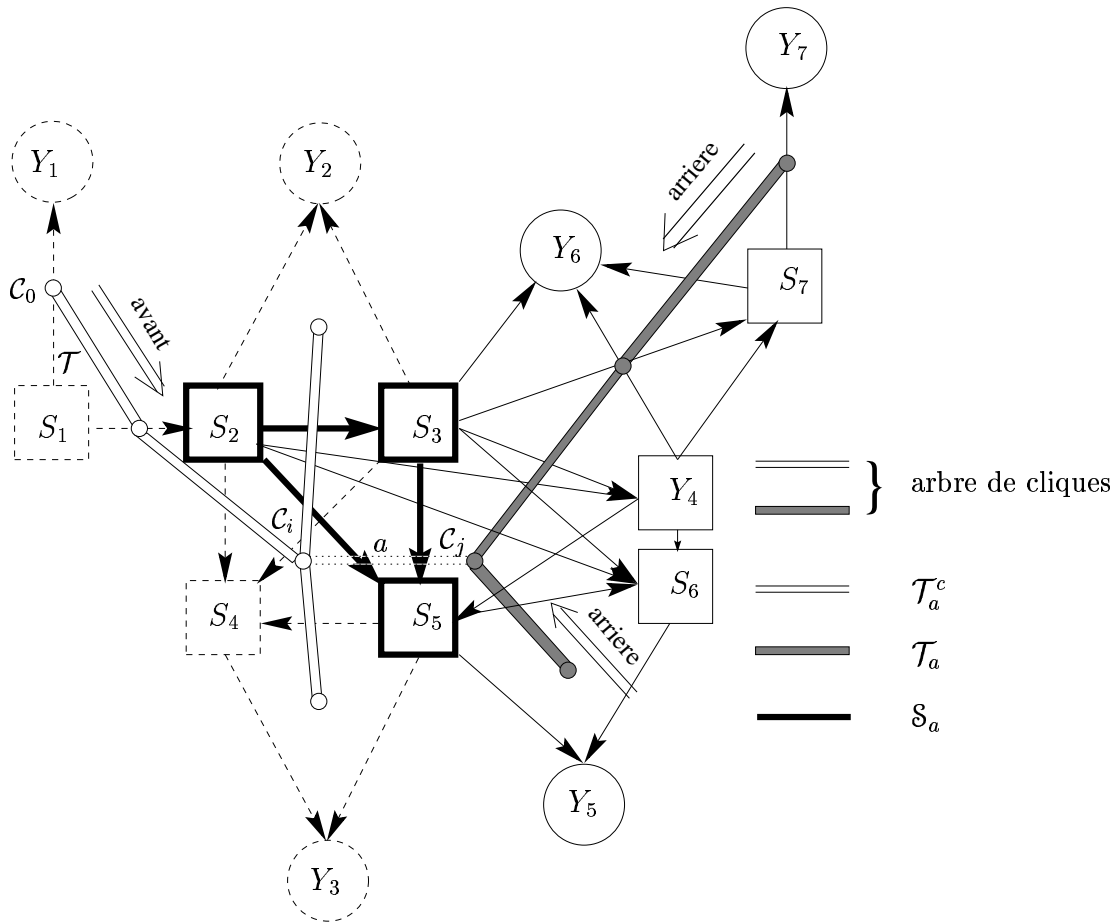 Y₇
arriere
Y₁
Y₂
Y₆
S₇
𝒞₀
avant
𝒯
S₁
S₂
S₃
Y₄
arbre de cliques
𝒞ᵢ
a
𝒞ⱼ
S₄
S₅
S₆
𝒯ₐᶜ
arriere
𝒯ₐ
𝕊ₐ
Y₅
Y₃